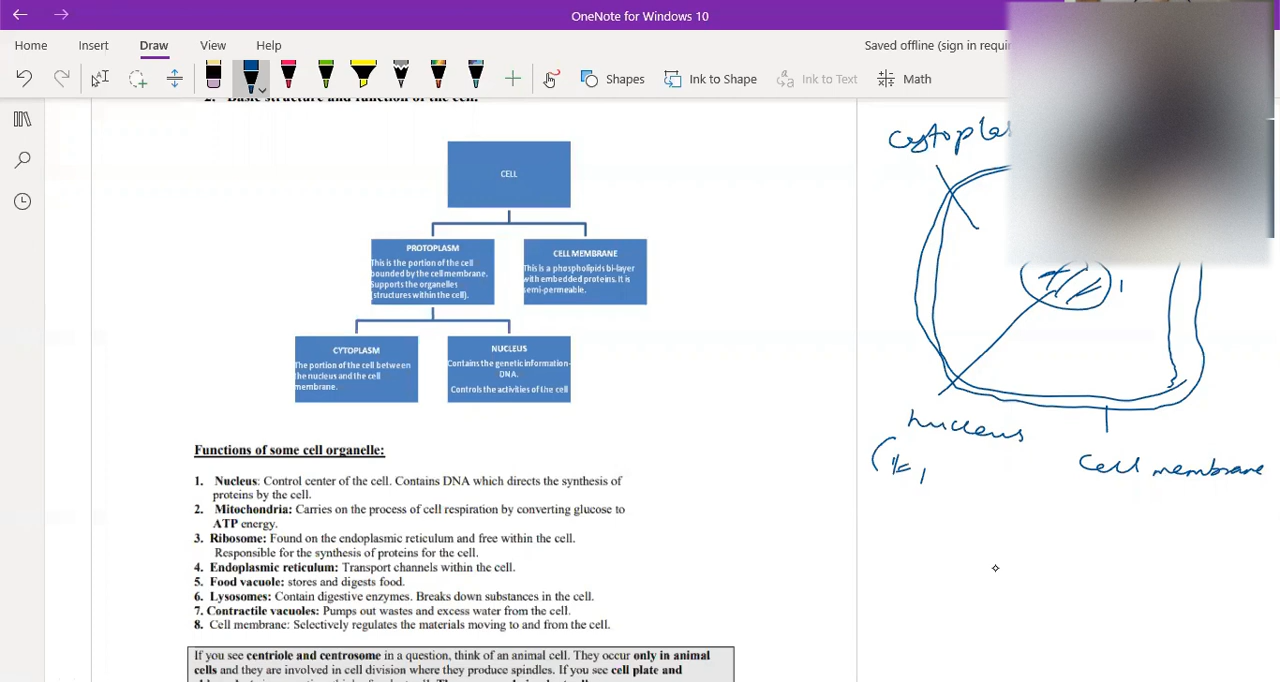 OneNote for Windows 10
Home Insert Draw View Help
Saved offline (sign in requi
Shapes Ink to Shape Ink to Text Math
2. Basic structure and function of the cell.
CELL
PROTOPLASM
This is the portion of the cell
bounded by the cell membrane.
Supports the organelles
(structures within the cell).
CELL MEMBRANE
This is a phospholipids bi-layer
with embedded proteins. It is
semi-permeable.
CYTOPLASM
The portion of the cell between
the nucleus and the cell
membrane.
NUCLEUS
Contains the genetic information-
DNA.
Controls the activities of the cell
Functions of some cell organelle:
1. Nucleus: Control center of the cell. Contains DNA which directs the synthesis of
proteins by the cell.
2. Mitochondria: Carries on the process of cell respiration by converting glucose to
ATP energy.
3. Ribosome: Found on the endoplasmic reticulum and free within the cell.
Responsible for the synthesis of proteins for the cell.
4. Endoplasmic reticulum: Transport channels within the cell.
5. Food vacuole: stores and digests food.
6. Lysosomes: Contain digestive enzymes. Breaks down substances in the cell.
7. Contractile vacuoles: Pumps out wastes and excess water from the cell.
8. Cell membrane: Selectively regulates the materials moving to and from the cell.
If you see centriole and centrosome in a question, think of an animal cell. They occur only in animal
cells and they are involved in cell division where they produce spindles. If you see cell plate and
cytoplas
nucleus
cell membrane